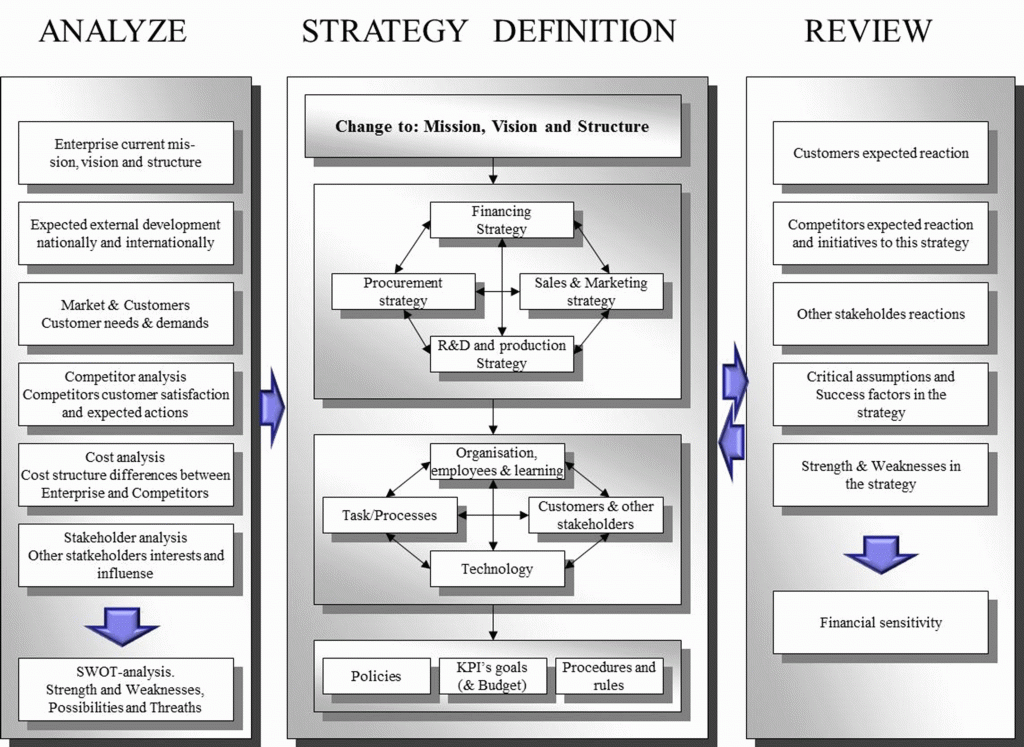 ANALYZE
Enterprise current mis-
sion, vision and structure
Expected external development
nationally and internationally
Market & Customers
Customer needs & demands
Competitor analysis
Competitors customer satisfaction
and expected actions
Cost analysis
Cost structure differences between
Enterprise and Competitors
Stakeholder analysis
Other statkeholders interests and
influense
SWOT-analysis.
Strength and Weaknesses,
Possibilities and Threaths
STRATEGY DEFINITION
Change to: Mission, Vision and Structure
Financing
Strategy
Procurement
strategy
Sales & Marketing
strategy
R&D and production
Strategy
Organisation,
employees & learning
Task/Processes
Customers & other
stakeholders
Technology
Policies
KPI's goals
(& Budget)
Procedures and
rules
REVIEW
Customers expected reaction
Competitors expected reaction
and initiatives to this strategy
Other stakeholdes reactions
Critical assumptions and
Success factors in the
strategy
Strength & Weaknesses in
the strategy
Financial sensitivity